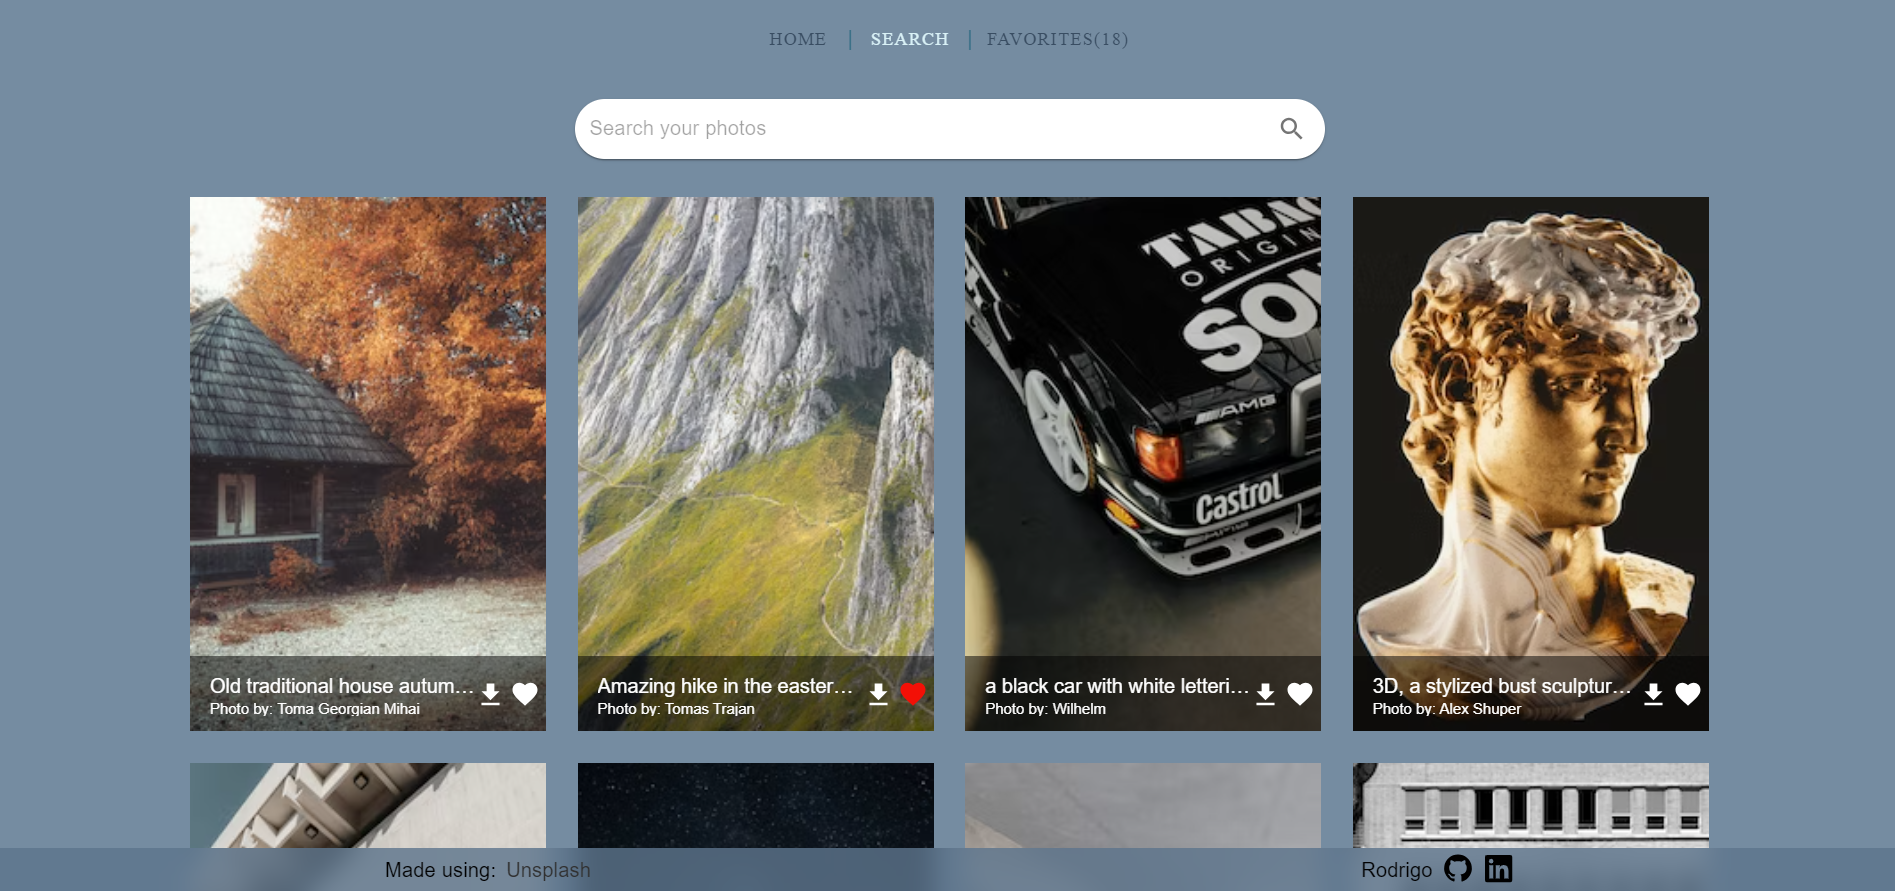 HOME | SEARCH | FAVORITES(18)
Search your photos
TABAC
ORIGIN
SON
AMG
Castrol
Old traditional house autum...
Photo by: Toma Georgian Mihai
Amazing hike in the easter...
Photo by: Tomas Trajan
a black car with white letteri...
Photo by: Wilhelm
3D, a stylized bust sculptur...
Photo by: Alex Shuper
Made using: Unsplash
Rodrigo
in